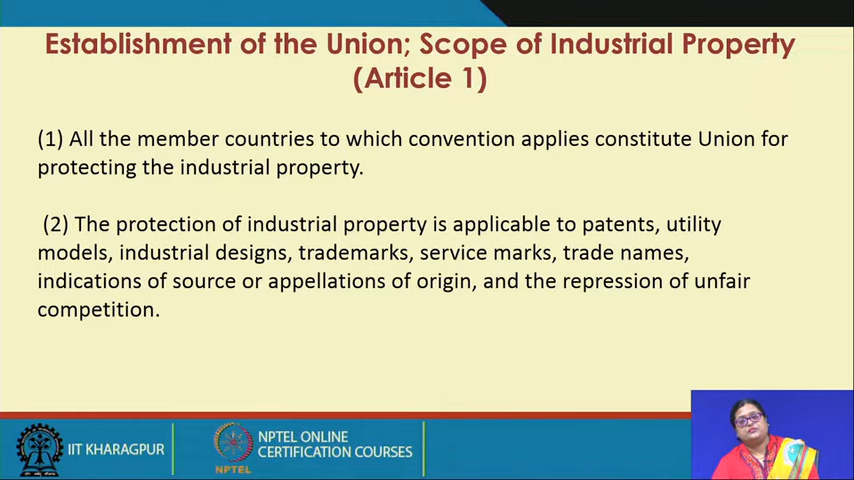 Establishment of the Union; Scope of Industrial Property
(Article 1)
(1) All the member countries to which convention applies constitute Union for
protecting the industrial property.
(2) The protection of industrial property is applicable to patents, utility
models, industrial designs, trademarks, service marks, trade names,
indications of source or appellations of origin, and the repression of unfair
competition.
IIT KHARAGPUR
NPTEL
NPTEL ONLINE
CERTIFICATION COURSES